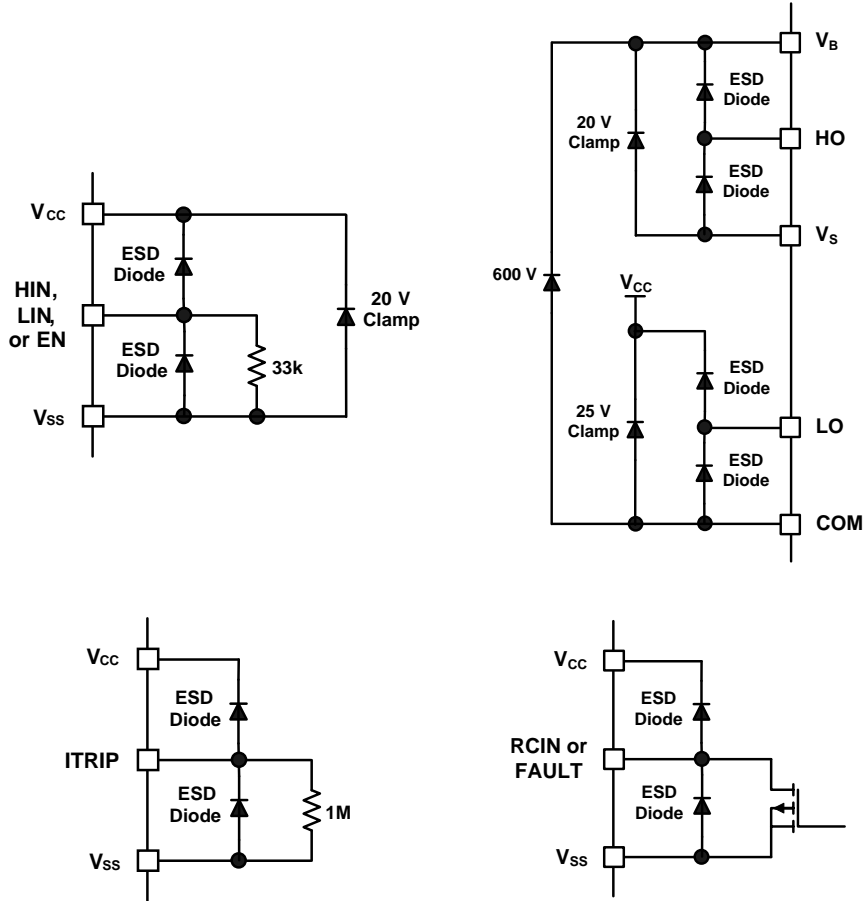 VCC
ESD
Diode
HIN,
LIN,
or EN
ESD
Diode
33k
20 V
Clamp
VSS
VB
ESD
Diode
20 V
Clamp
HO
ESD
Diode
VS
600 V
VCC
ESD
Diode
25 V
Clamp
LO
ESD
Diode
COM
VCC
ESD
Diode
ITRIP
ESD
Diode
1M
VSS
VCC
ESD
Diode
RCIN or
FAULT
ESD
Diode
VSS